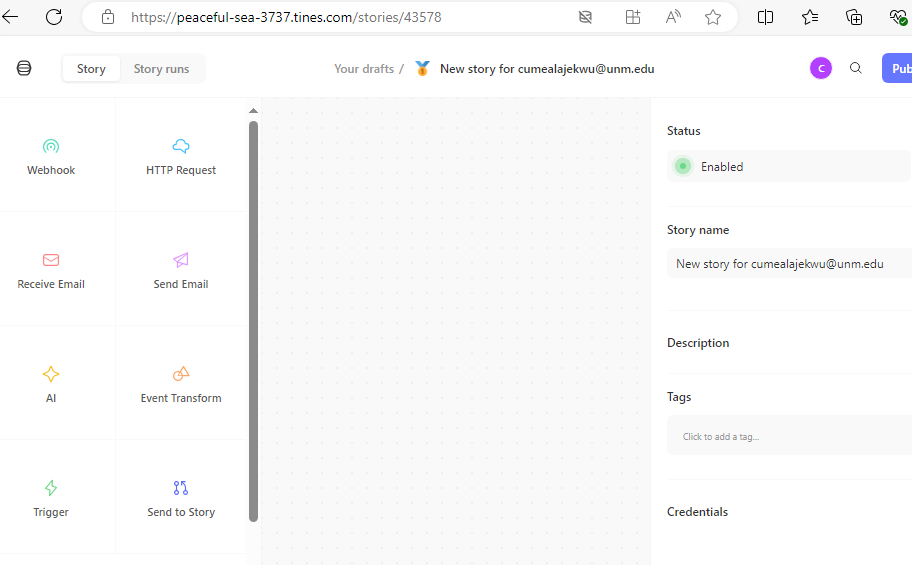 https://peaceful-sea-3737.tines.com/stories/43578
Story Story runs Your drafts / New story for cumealajekwu@unm.edu C Pub
Webhook HTTP Request
Receive Email Send Email
AI Event Transform
Trigger Send to Story
Status
Enabled
Story name
New story for cumealajekwu@unm.edu
Description
Tags
Click to add a tag...
Credentials